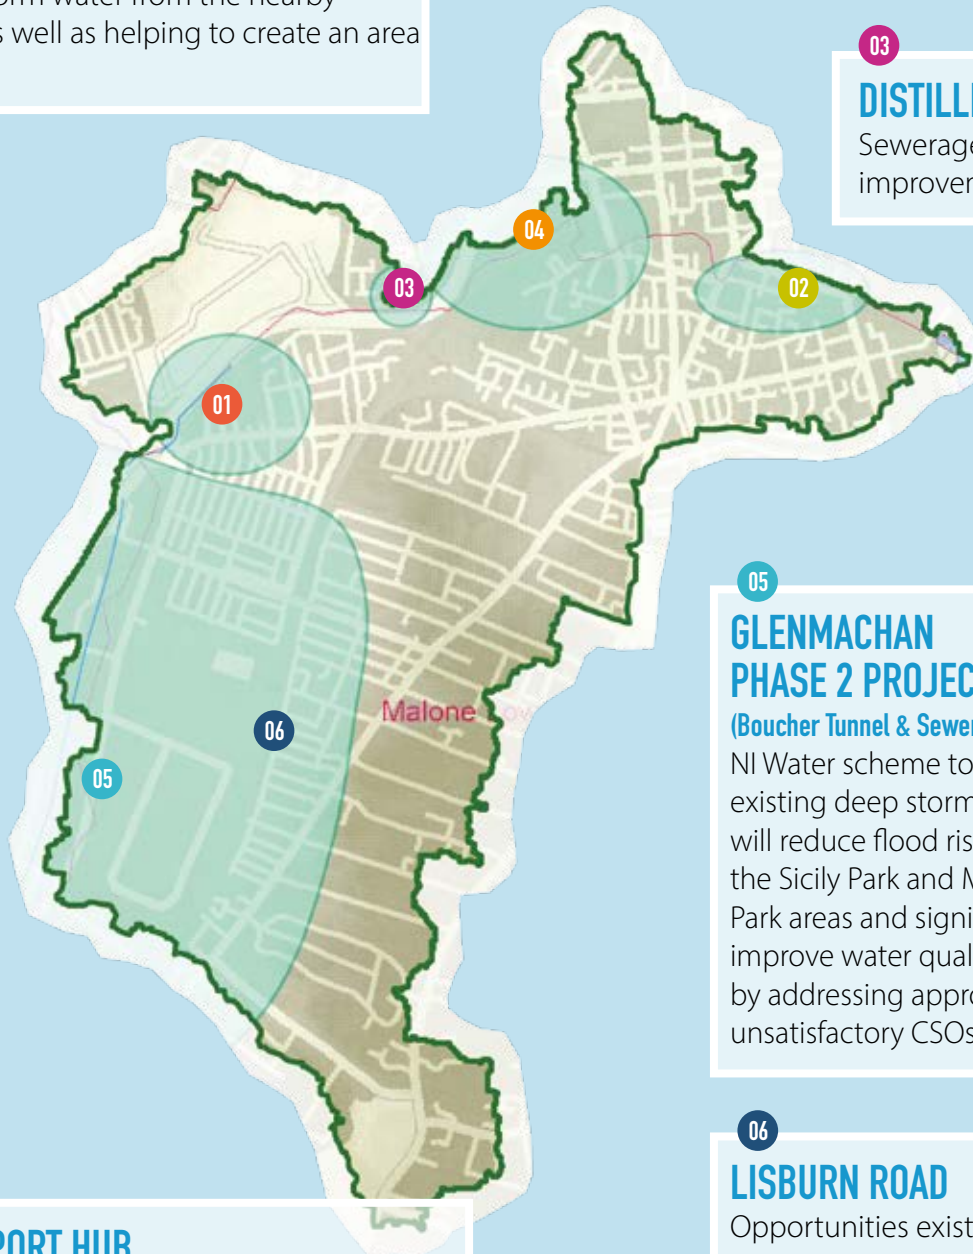 well as helping to create an area
03
DISTILL
Sewerage
04
03
02
01
Malone
06
05
05
GLENMACHAN
PHASE 2 PROJEC
(Boucher Tunnel & Sewer
NI Water scheme to
existing deep storm
will reduce flood ris
the Sicily Park and M
Park areas and signi
improve water qual
by addressing appro
unsatisfactory CSOs
06
LISBURN ROAD
Opportunities exist
PORT HUB